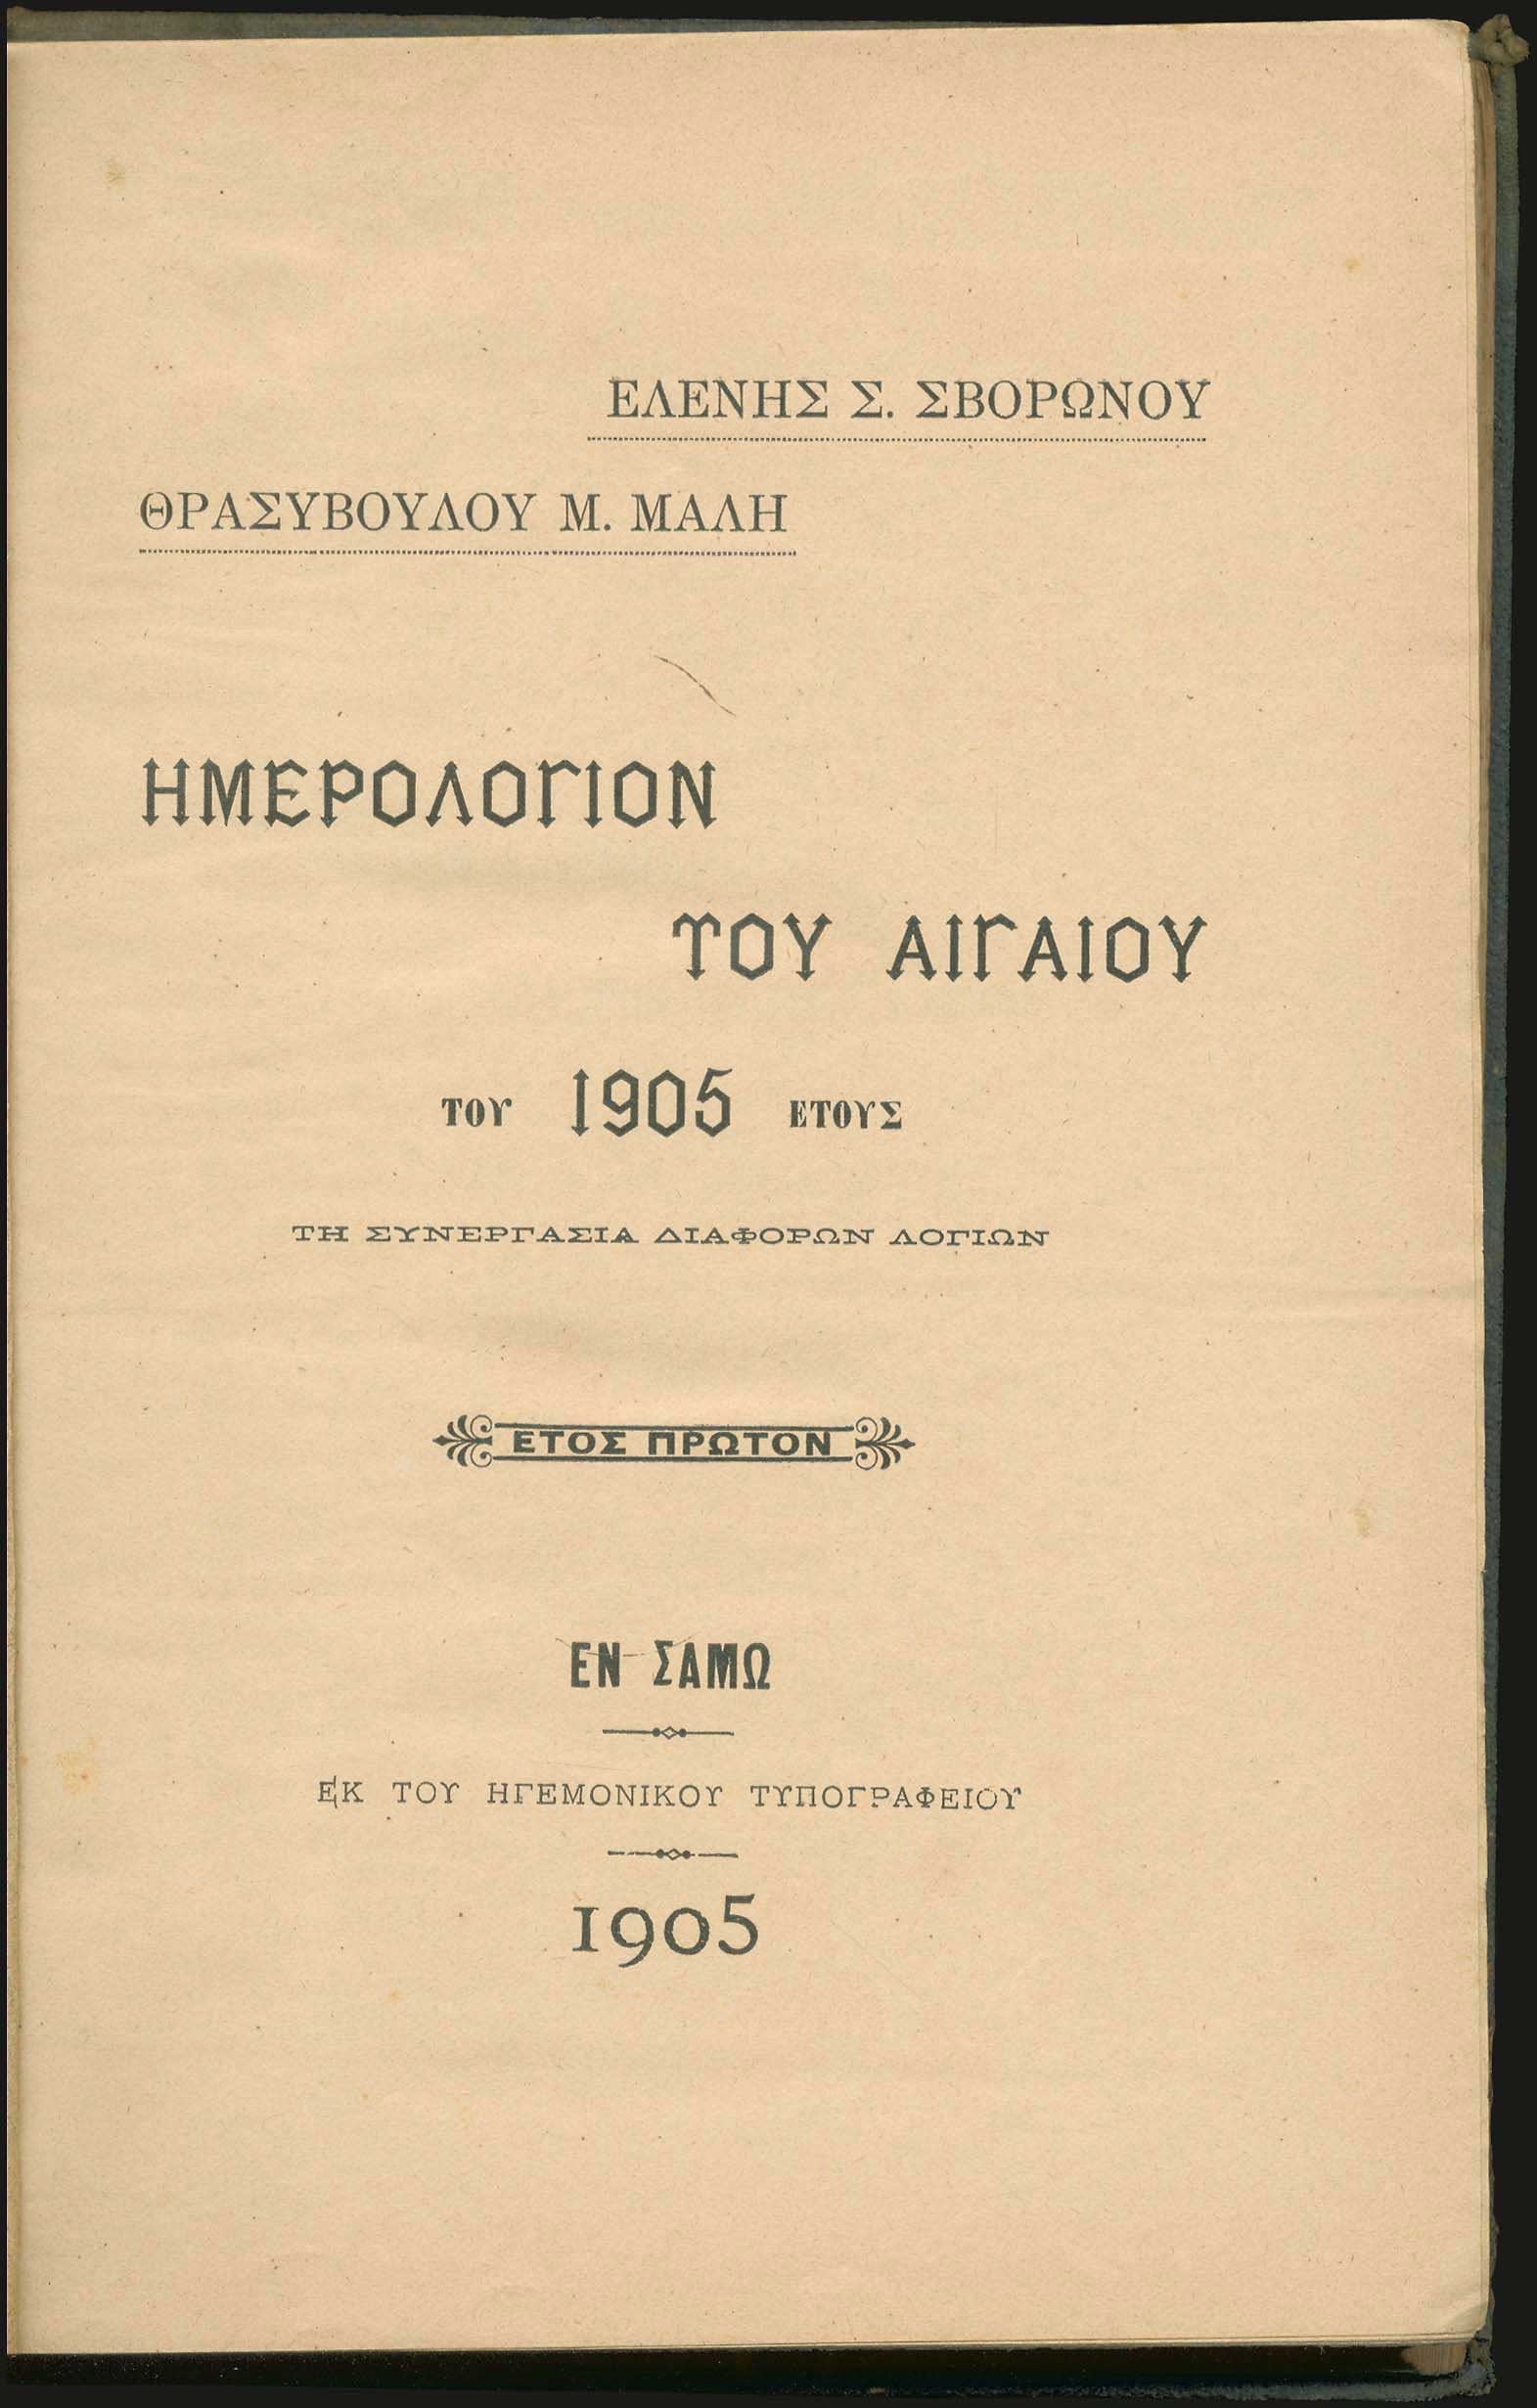 ΕΛΕΝΗΣ Σ. ΣΒΟΡΩΝΟΥ
ΘΡΑΣΥΒΟΥΛΟΥ Μ. ΜΑΛΗ
ΗΜΕΡΟΛΟΓΙΟΝ
ΤΟΥ ΑΙΓΑΙΟΥ
ΤΟΥ 1905 ΕΤΟΥΣ
ΤΗ ΣΥΝΕΡΓΑΣΙΑ ΔΙΑΦΟΡΩΝ ΛΟΓΙΩΝ
ΕΤΟΣ ΠΡΩΤΟΝ
ΕΝ ΣΑΜΩ
ΕΚ ΤΟΥ ΗΓΕΜΟΝΙΚΟΥ ΤΥΠΟΓΡΑΦΕΙΟΥ
1905